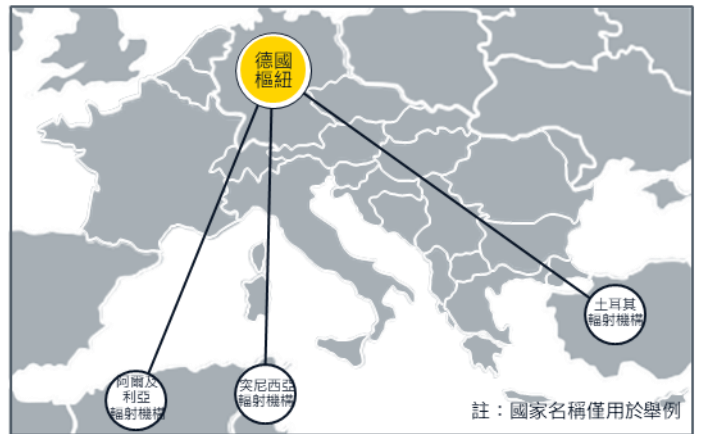 德國
樞紐
土耳其
輻射機構
阿爾及
利亞
輻射機構
突尼西亞
輻射機構
註：國家名稱僅用於舉例